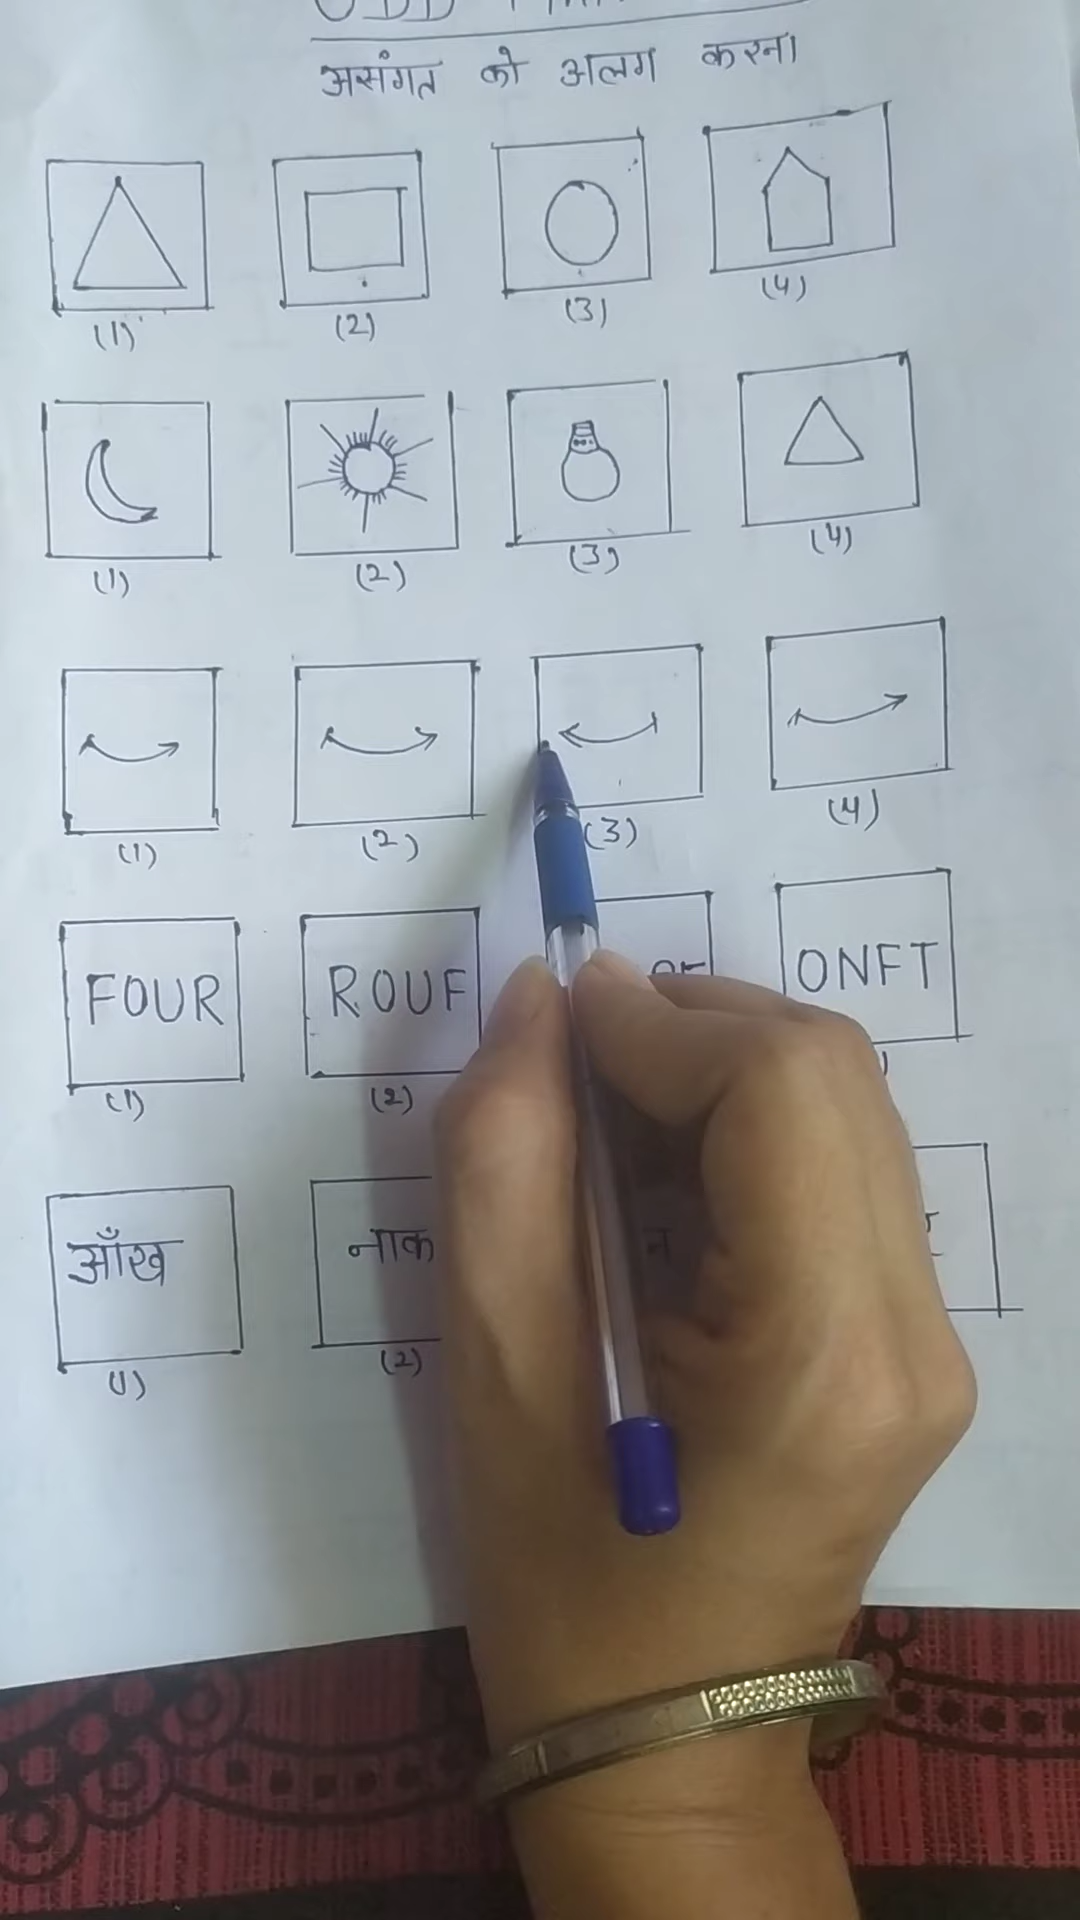 ODD
असंगत को अलग करना
(1) (2) (3) (4)
(1) (2) (3) (4)
(1) (2) (3) (4)
FOUR ROUF ONFT
(1) (2)
आँख नाक
(1) (2)